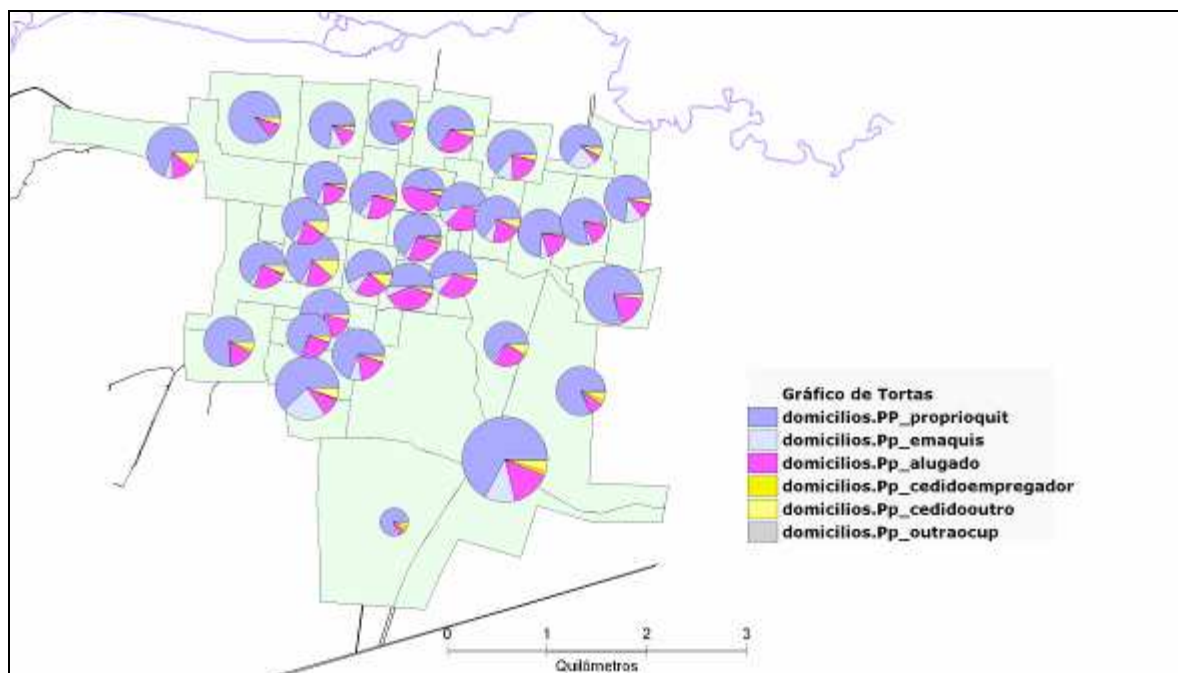 Gráfico de Tortas
domicilios.PP_proprioquit
domicilios.Pp_emaquis
domicilios.Pp_alugado
domicilios.Pp_cedidoempregador
domicilios.Pp_cedidooutro
domicilios.Pp_outraocup
0 1 2 3
Quilômetros